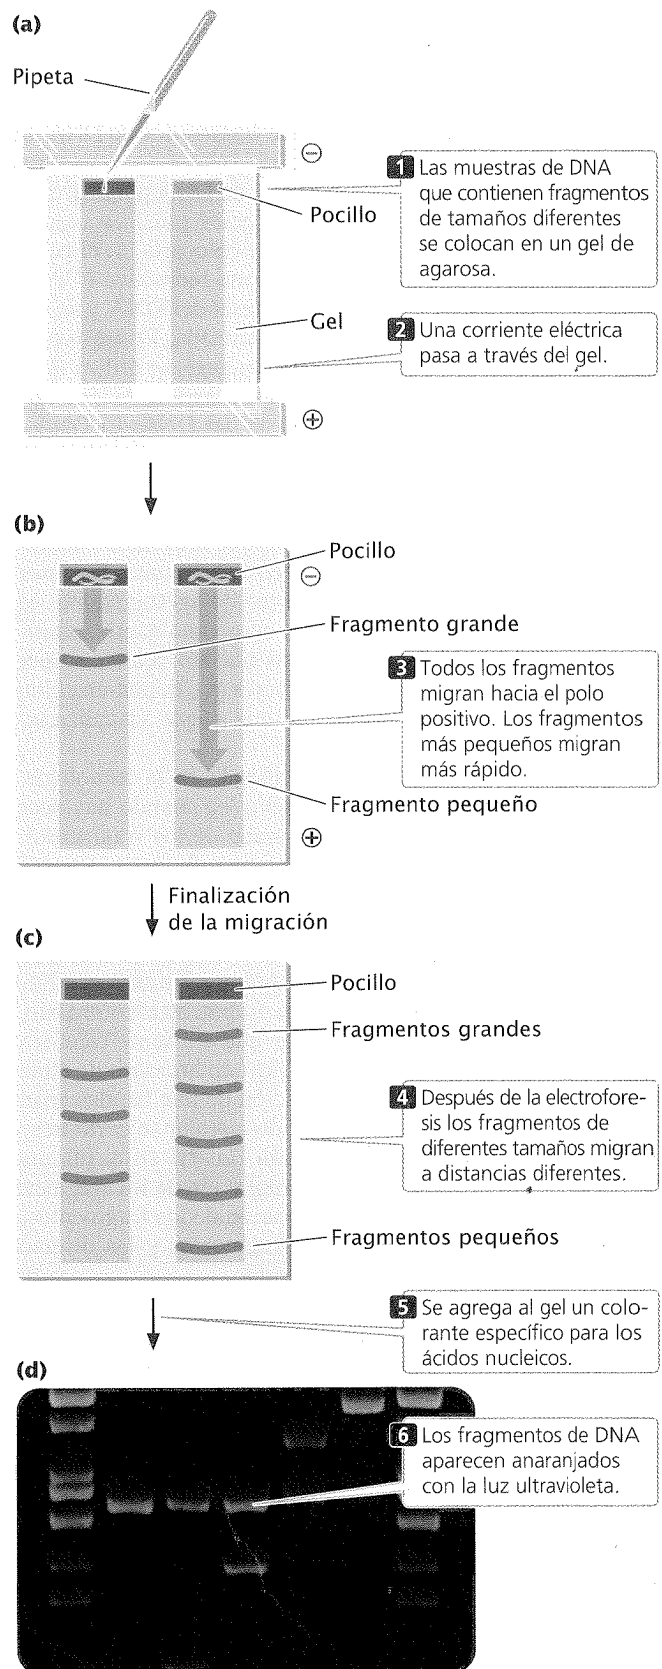 (a)
Pipeta
⊖
1 Las muestras de DNA
que contienen fragmentos
de tamaños diferentes
se colocan en un gel de
agarosa.
Pocillo
Gel
2 Una corriente eléctrica
pasa a través del gel.
⊕
(b)
Pocillo
⊖
Fragmento grande
3 Todos los fragmentos
migran hacia el polo
positivo. Los fragmentos
más pequeños migran
más rápido.
Fragmento pequeño
⊕
Finalización
de la migración
(c)
Pocillo
Fragmentos grandes
4 Después de la electrofore-
sis los fragmentos de
diferentes tamaños migran
a distancias diferentes.
Fragmentos pequeños
5 Se agrega al gel un colo-
rante específico para los
ácidos nucleicos.
(d)
6 Los fragmentos de DNA
aparecen anaranjados
con la luz ultravioleta.